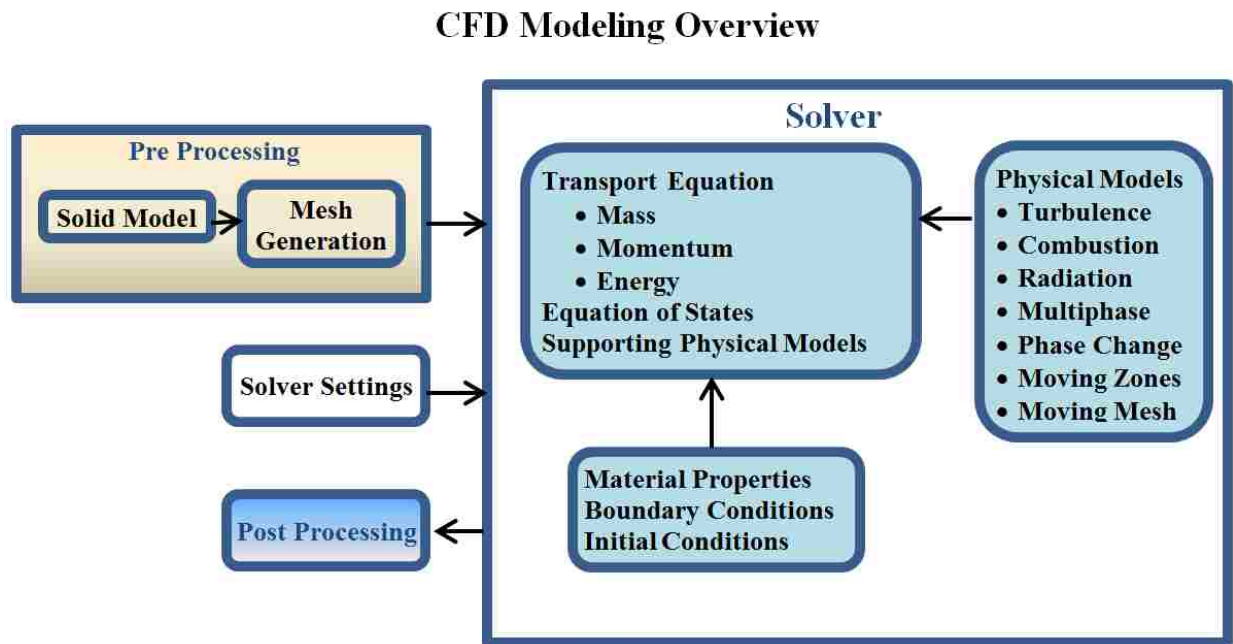 CFD Modeling Overview
Pre Processing
Solid Model
Mesh
Generation
Solver Settings
Post Processing
Solver
Transport Equation
• Mass
• Momentum
• Energy
Equation of States
Supporting Physical Models
Material Properties
Boundary Conditions
Initial Conditions
Physical Models
• Turbulence
• Combustion
• Radiation
• Multiphase
• Phase Change
• Moving Zones
• Moving Mesh